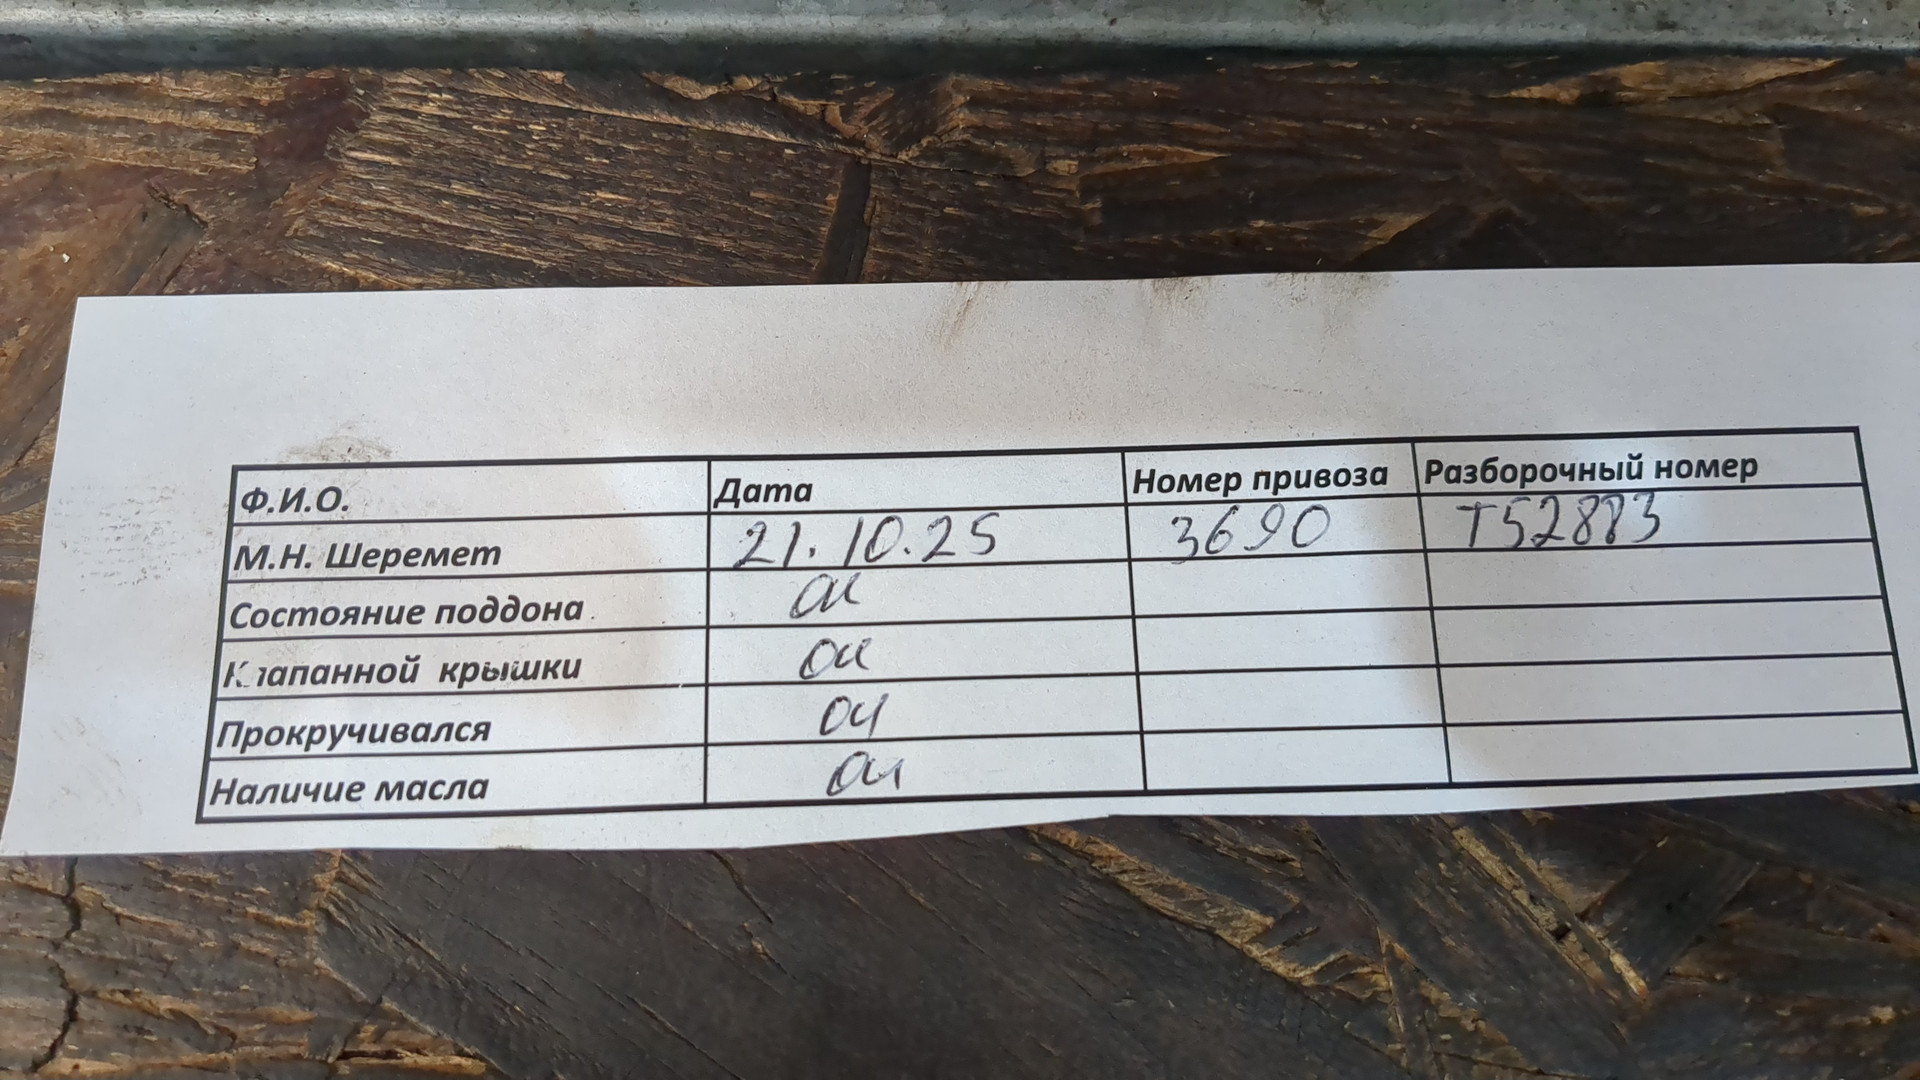 Ф.И.О. Дата Номер привоза Разборочный номер
М.Н. Шеремет 21.10.25 3690 T52883
Состояние поддона ок
Клапанной крышки ок
Прокручивался ок
Наличие масла ок